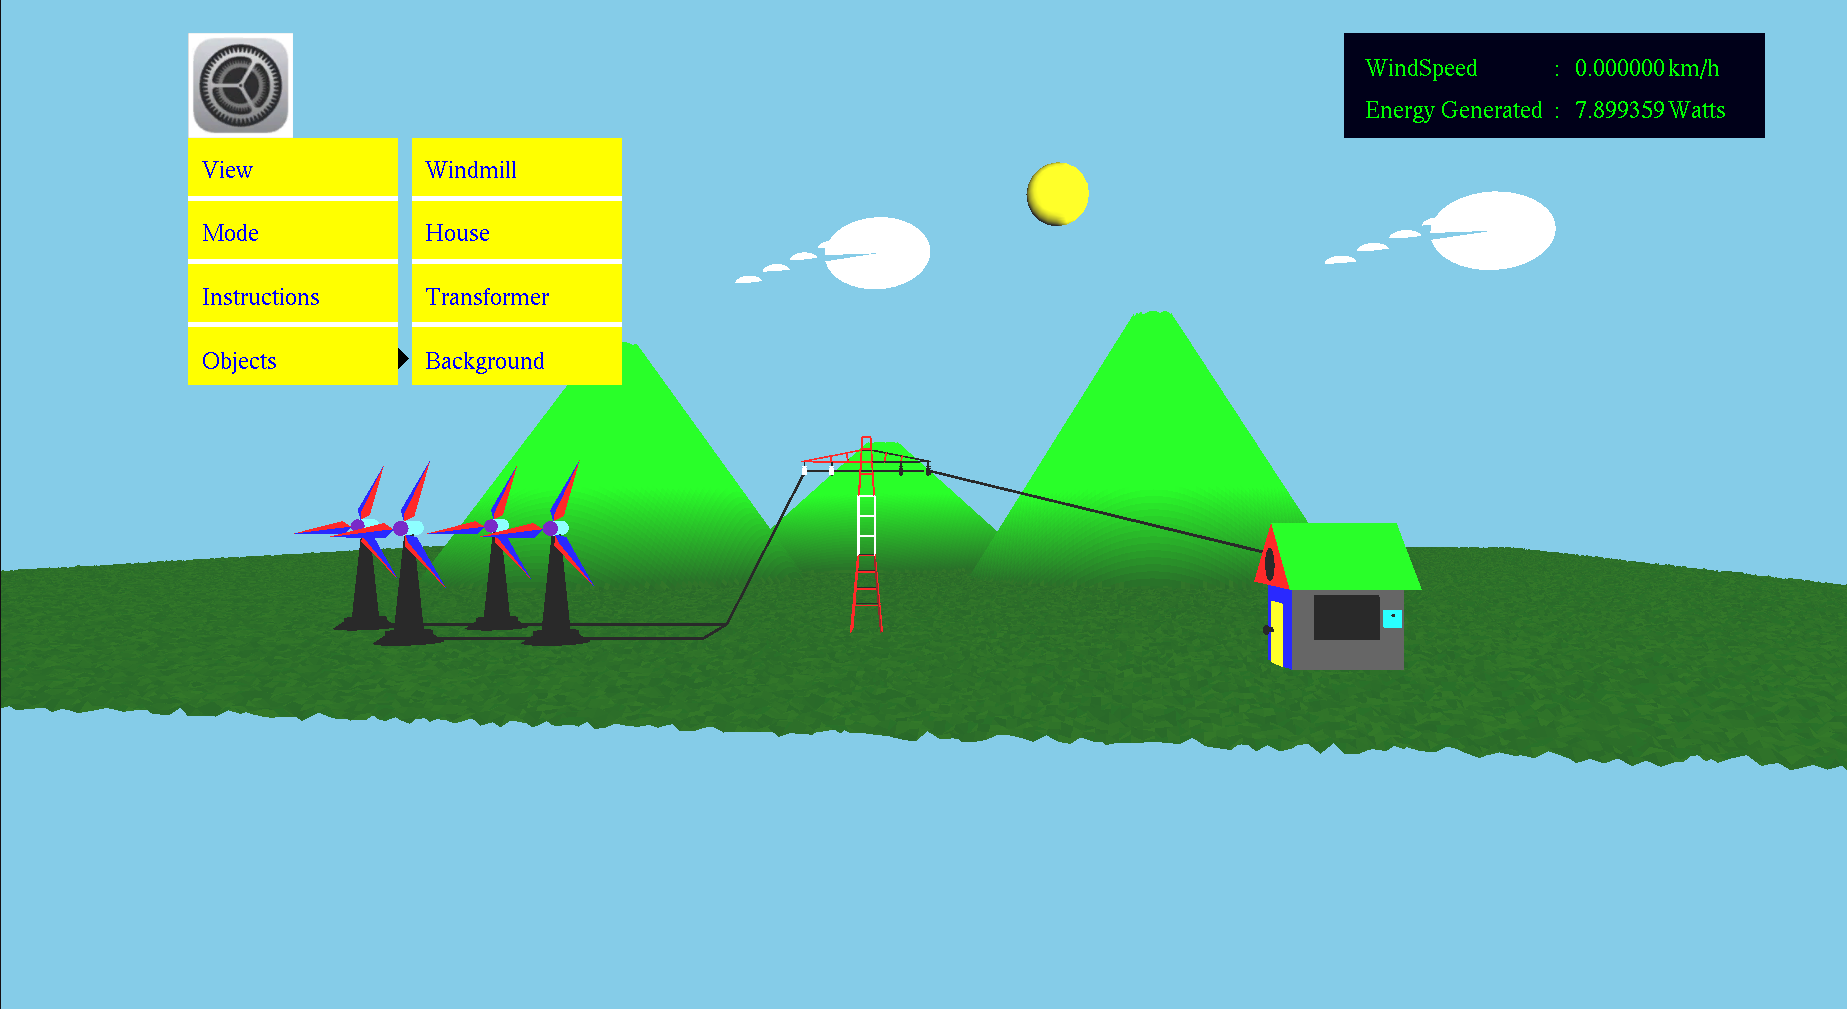 WindSpeed : 0.000000 km/h
Energy Generated : 7.899359 Watts
View
Mode
Instructions
Objects
Windmill
House
Transformer
Background